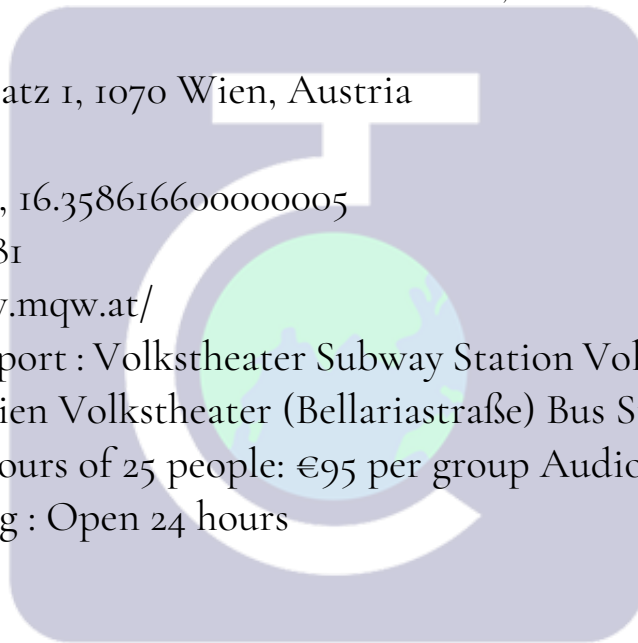 atz 1, 1070 Wien, Austria
, 16.358616600000005
81
.mqw.at/
port : Volkstheater Subway Station Vol
ien Volkstheater (Bellariastraße) Bus S
ours of 25 people: €95 per group Audio
g : Open 24 hours